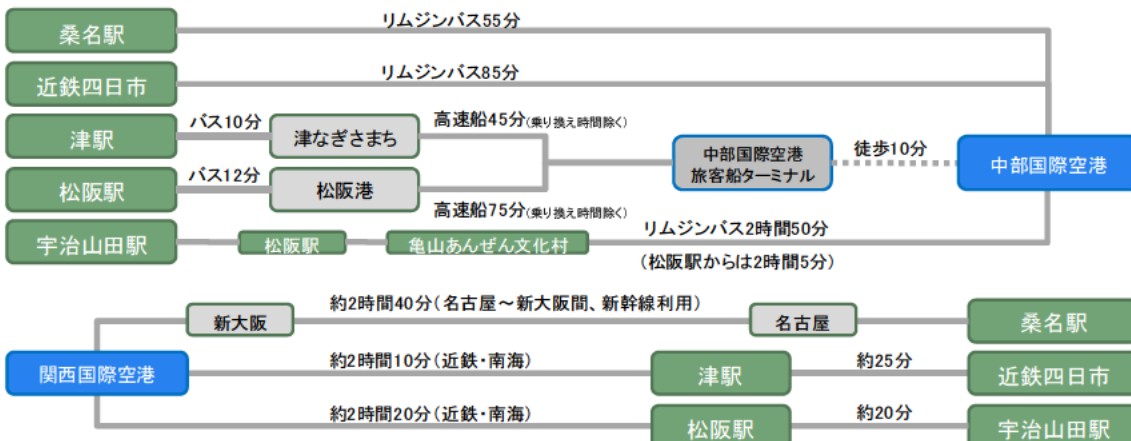 桑名駅
リムジンバス55分
近鉄四日市
リムジンバス85分
津駅
バス10分
津なぎさまち
高速船45分(乗り換え時間除く)
松阪駅
バス12分
松阪港
高速船75分(乗り換え時間除く)
中部国際空港
旅客船ターミナル
徒歩10分
中部国際空港
宇治山田駅
松阪駅
亀山あんぜん文化村
リムジンバス2時間50分
(松阪駅からは2時間5分)
関西国際空港
新大阪
約2時間40分(名古屋～新大阪間、新幹線利用)
名古屋
桑名駅
約2時間10分(近鉄・南海)
津駅
約25分
近鉄四日市
約2時間20分(近鉄・南海)
松阪駅
約20分
宇治山田駅